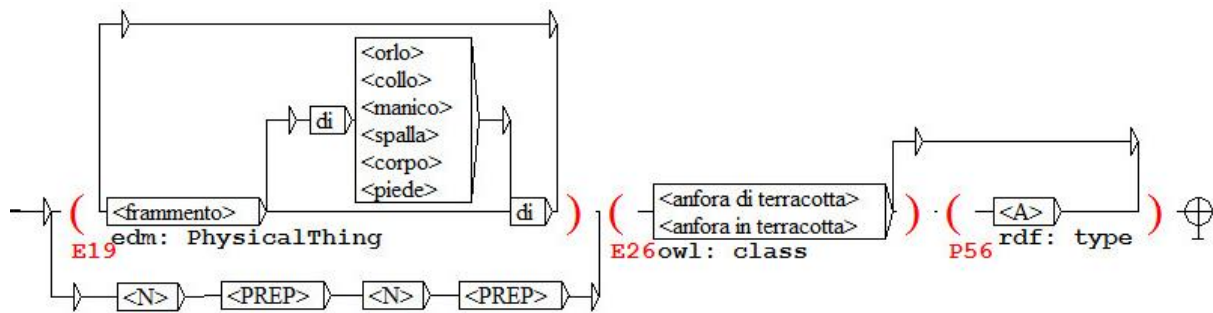 <orlo>
<collo>
<manico>
<spalla>
<corpo>
<piede>
di
<frammento>
di
( ) ( ) ( )
<anfora di terracotta>
<anfora in terracotta>
<A>
E19 edm: PhysicalThing
E26 owl: class
P56 rdf: type
<N> <PREP> <N> <PREP>